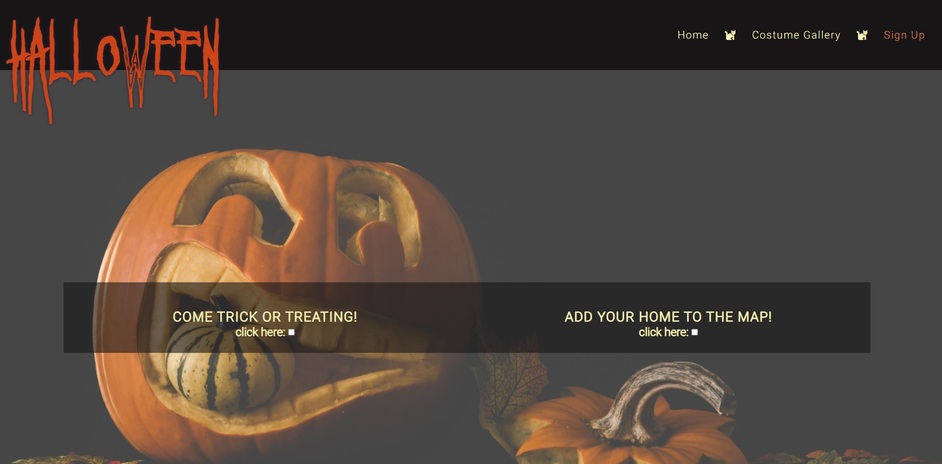 HALLOWEEN
Home Costume Gallery Sign Up
COME TRICK OR TREATING!
click here:
ADD YOUR HOME TO THE MAP!
click here: